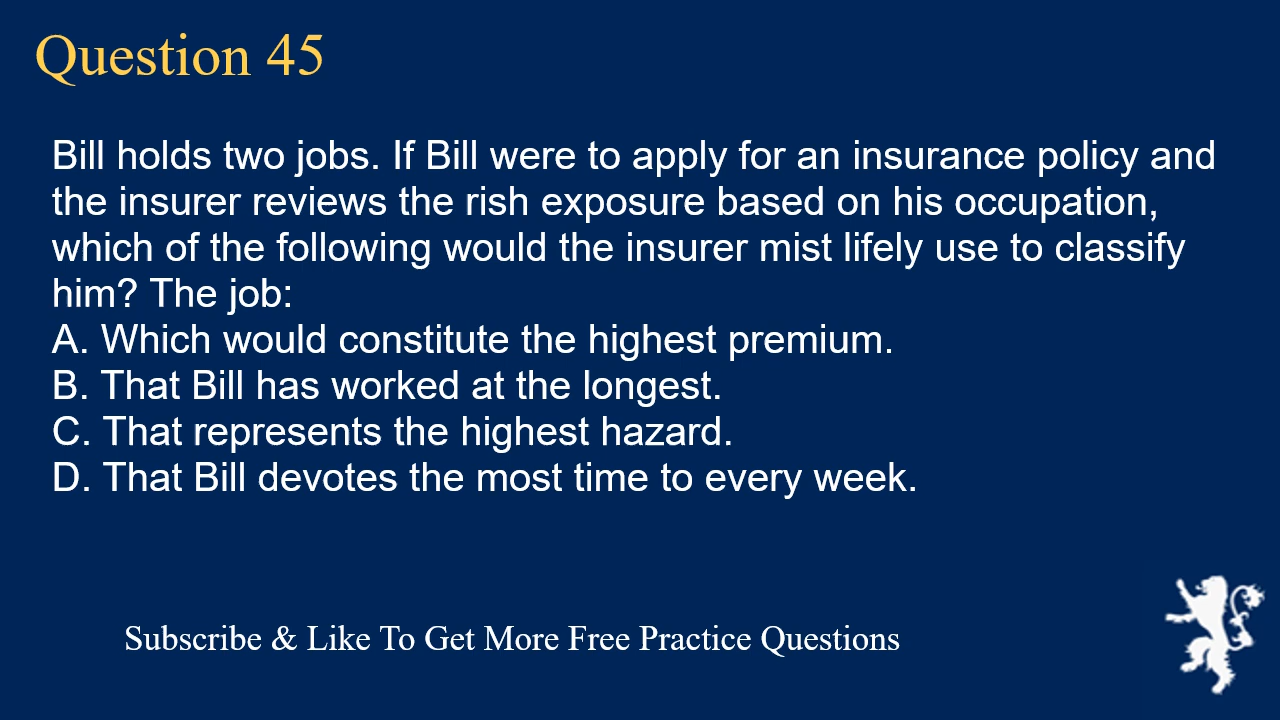 Question 45
Bill holds two jobs. If Bill were to apply for an insurance policy and
the insurer reviews the rish exposure based on his occupation,
which of the following would the insurer mist lifely use to classify
him? The job:
A. Which would constitute the highest premium.
B. That Bill has worked at the longest.
C. That represents the highest hazard.
D. That Bill devotes the most time to every week.
Subscribe & Like To Get More Free Practice Questions